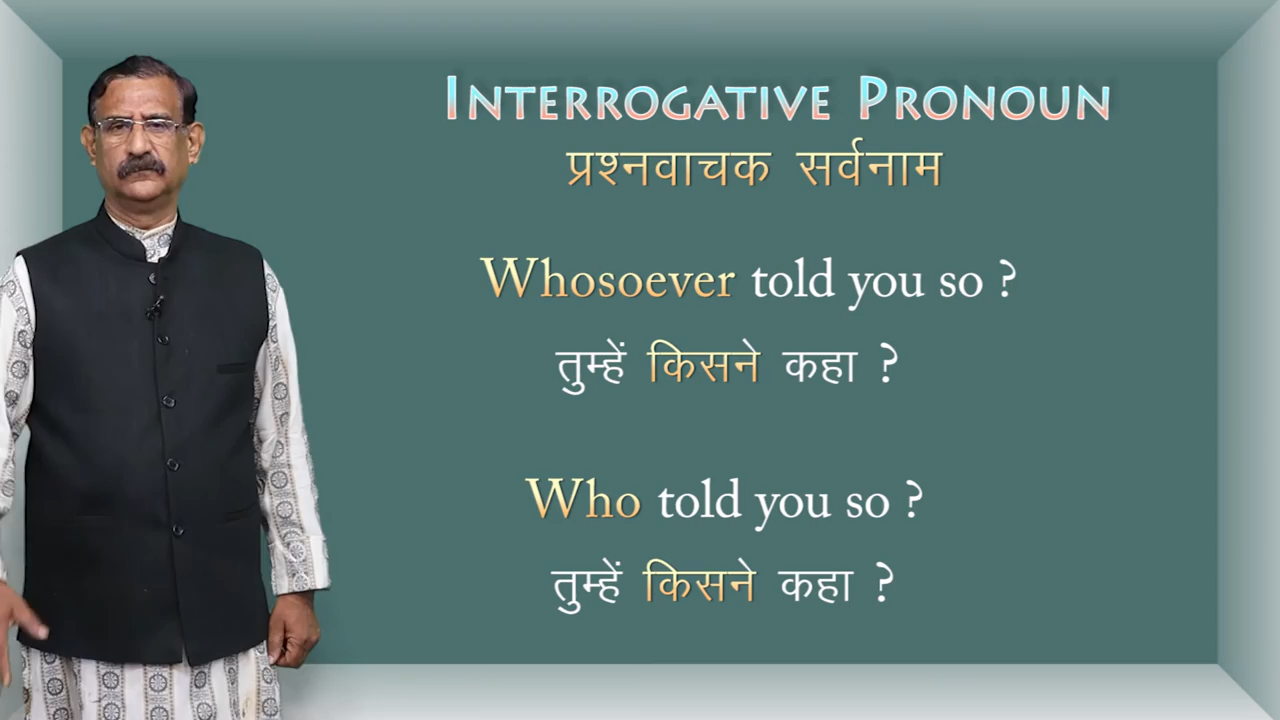 INTERROGATIVE PRONOUN
प्रश्नवाचक सर्वनाम
Whosoever told you so ?
तुम्हें किसने कहा ?
Who told you so ?
तुम्हें किसने कहा ?